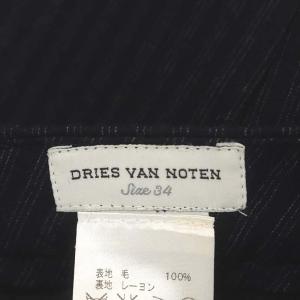 DRIES VAN NOTEN
Size 34
表地 毛 100%
裏地 レーヨン